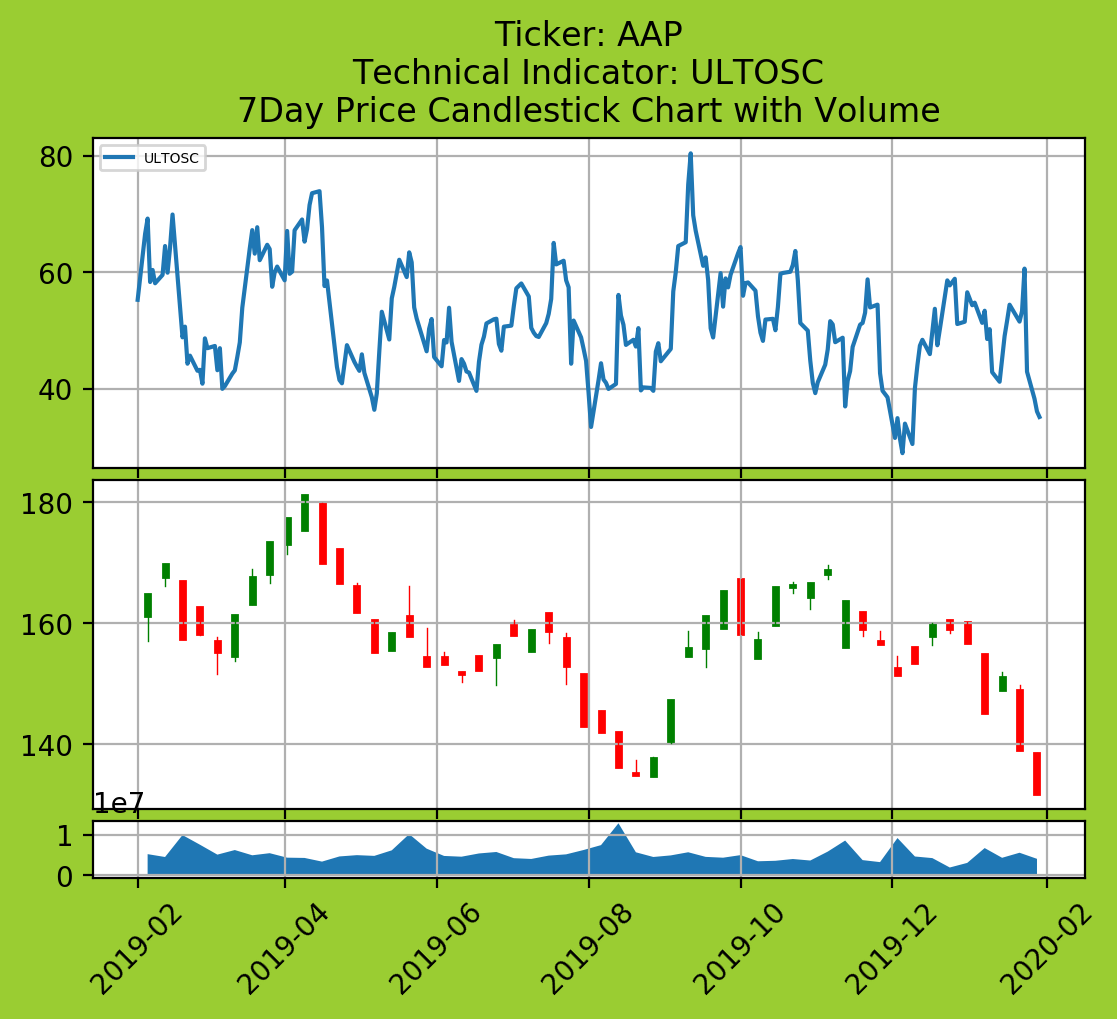 Ticker: AAP
Technical Indicator: ULTOSC
7Day Price Candlestick Chart with Volume
80
ULTOSC
60
40
180
160
140
1e7
1
0
2019-02 2019-04 2019-06 2019-08 2019-10 2019-12 2020-02